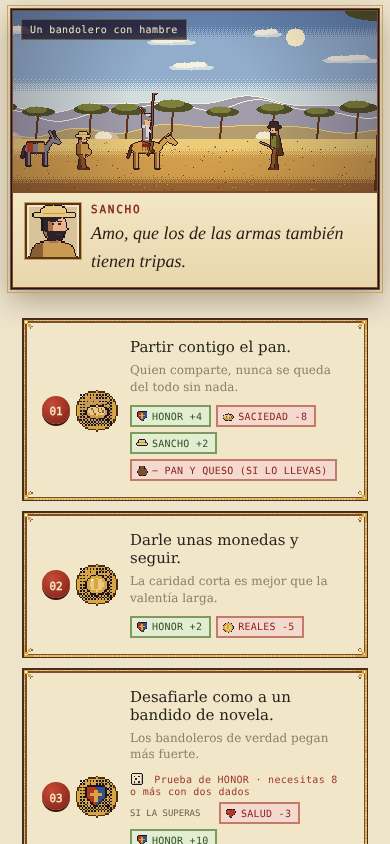 Un bandolero con hambre
SANCHO
Amo, que los de las armas también
tienen tripas.
01
Partir contigo el pan.
Quien comparte, nunca se queda
del todo sin nada.
HONOR +4 SACIEDAD -8
SANCHO +2
— PAN Y QUESO (SI LO LLEVAS)
02
Darle unas monedas y
seguir.
La caridad corta es mejor que la
valentía larga.
HONOR +2 REALES -5
03
Desafiarle como a un
bandido de novela.
Los bandoleros de verdad pegan
más fuerte.
Prueba de HONOR · necesitas 8
o más con dos dados
SI LA SUPERAS SALUD -3
HONOR +10